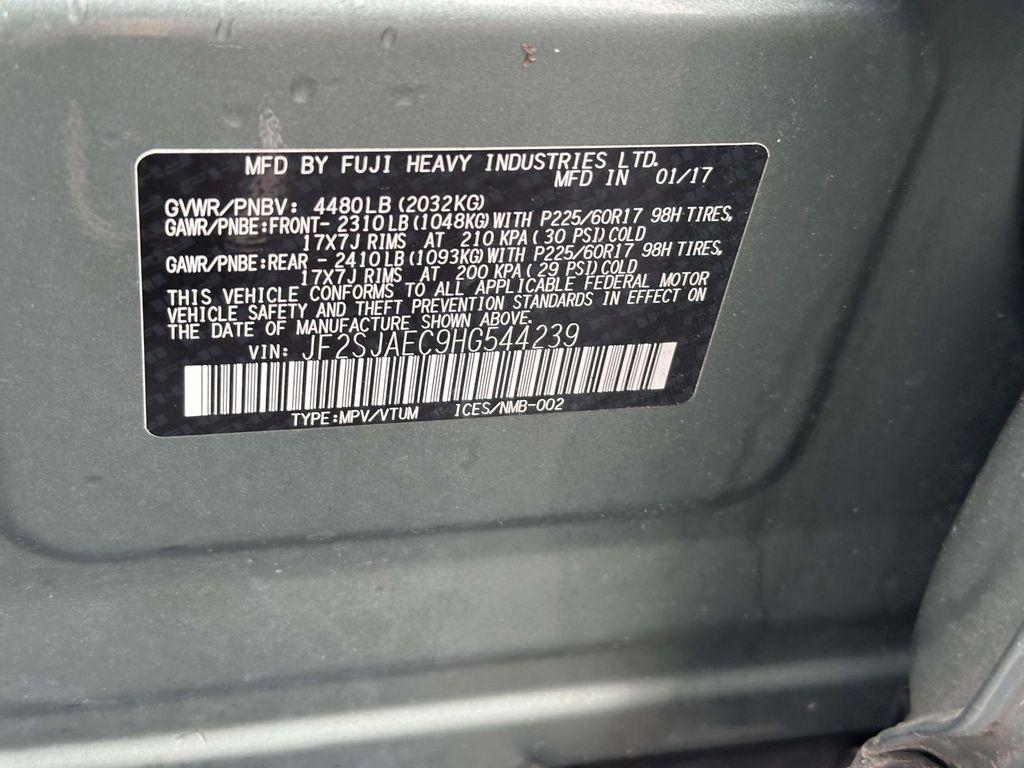 MFD BY FUJI HEAVY INDUSTRIES LTD.
MFD IN 01/17
GVWR/PNBV: 4480LB (2032KG)
GAWR/PNBE:FRONT- 2310LB (1048KG) WITH P225/60R17 98H TIRES,
17X7J RIMS AT 210 KPA ( 30 PSI) COLD
GAWR/PNBE:REAR - 2410LB (1093KG) WITH P225/60R17 98H TIRES,
17X7J RIMS AT 200 KPA ( 29 PSI) COLD
THIS VEHICLE CONFORMS TO ALL APPLICABLE FEDERAL MOTOR
VEHICLE SAFETY AND THEFT PREVENTION STANDARDS IN EFFECT ON
THE DATE OF MANUFACTURE SHOWN ABOVE.
VIN: JF2SJAEC9HG544239
TYPE:MPV/VTUM ICES/NMB-002